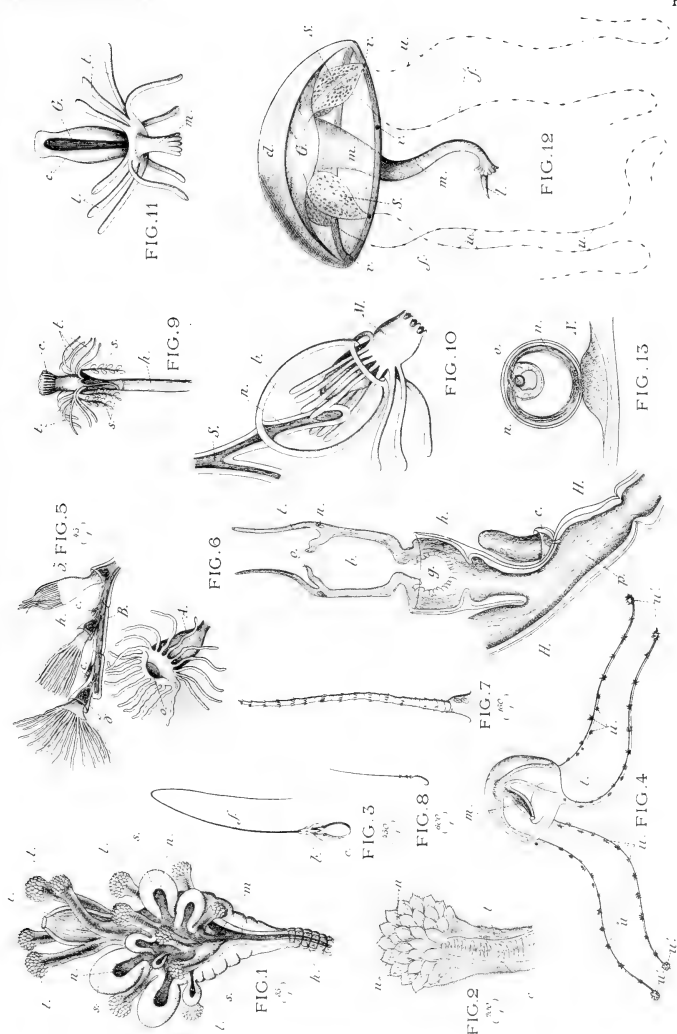 FIG.1
FIG.2
FIG.3
FIG.4
FIG.5
FIG.6
FIG.7
FIG.8
FIG.9
FIG.10
FIG.11
FIG.12
FIG.13
t.
t.
t.
t.
s.
s.
s.
n.
n.
m
h.
n.
n
t
c
f.
k.
c.
m.
t.
u.
u.
u.
u.
u.
p.
h.
c.
B.
A.
o.
t.
n.
o.
b.
g.
h.
c.
H.
H.
c.
t.
t.
s.
s.
h.
S.
n.
b.
M.
c.
G.
t.
t.
m.
d.
G.
S.
S.
m.
m.
l.
v.
v.
v.
u.
u.
u.
f.
f.
n.
o.
n.
N.